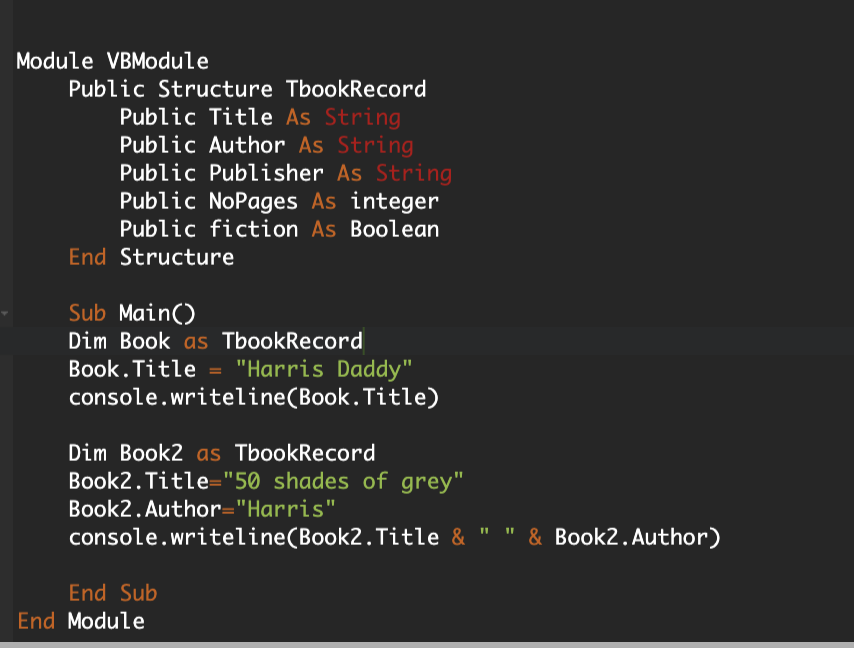 Module VBModule
    Public Structure TbookRecord
        Public Title As String
        Public Author As String
        Public Publisher As String
        Public NoPages As integer
        Public fiction As Boolean
    End Structure

    Sub Main()
    Dim Book as TbookRecord
    Book.Title = "Harris Daddy"
    console.writeline(Book.Title)

    Dim Book2 as TbookRecord
    Book2.Title="50 shades of grey"
    Book2.Author="Harris"
    console.writeline(Book2.Title & " " & Book2.Author)

    End Sub
End Module